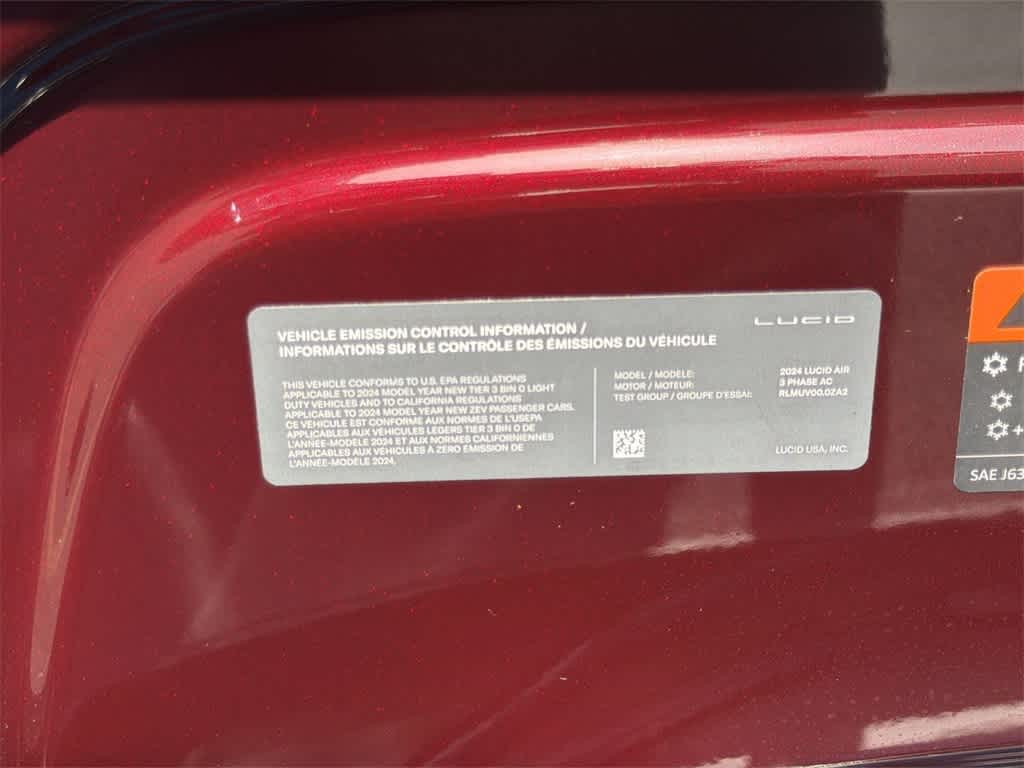 VEHICLE EMISSION CONTROL INFORMATION /
INFORMATIONS SUR LE CONTRÔLE DES ÉMISSIONS DU VÉHICULE
LUCID
THIS VEHICLE CONFORMS TO U.S. EPA REGULATIONS
APPLICABLE TO 2024 MODEL YEAR NEW TIER 3 BIN 0 LIGHT
DUTY VEHICLES AND TO CALIFORNIA REGULATIONS
APPLICABLE TO 2024 MODEL YEAR NEW ZEV PASSENGER CARS.
CE VÉHICULE EST CONFORME AUX NORMES DE L'USEPA
APPLICABLES AUX VÉHICULES LÉGERS TIER 3 BIN 0 DE
L'ANNÉE-MODÈLE 2024 ET AUX NORMES CALIFORNIENNES
APPLICABLES AUX VÉHICULES À ZÉRO ÉMISSION DE
L'ANNÉE-MODÈLE 2024.
MODEL / MODÈLE: 2024 LUCID AIR
MOTOR / MOTEUR: 3 PHASE AC
TEST GROUP / GROUPE D'ESSAI: RLMUV00.0ZA2
LUCID USA, INC.
+
SAE J63